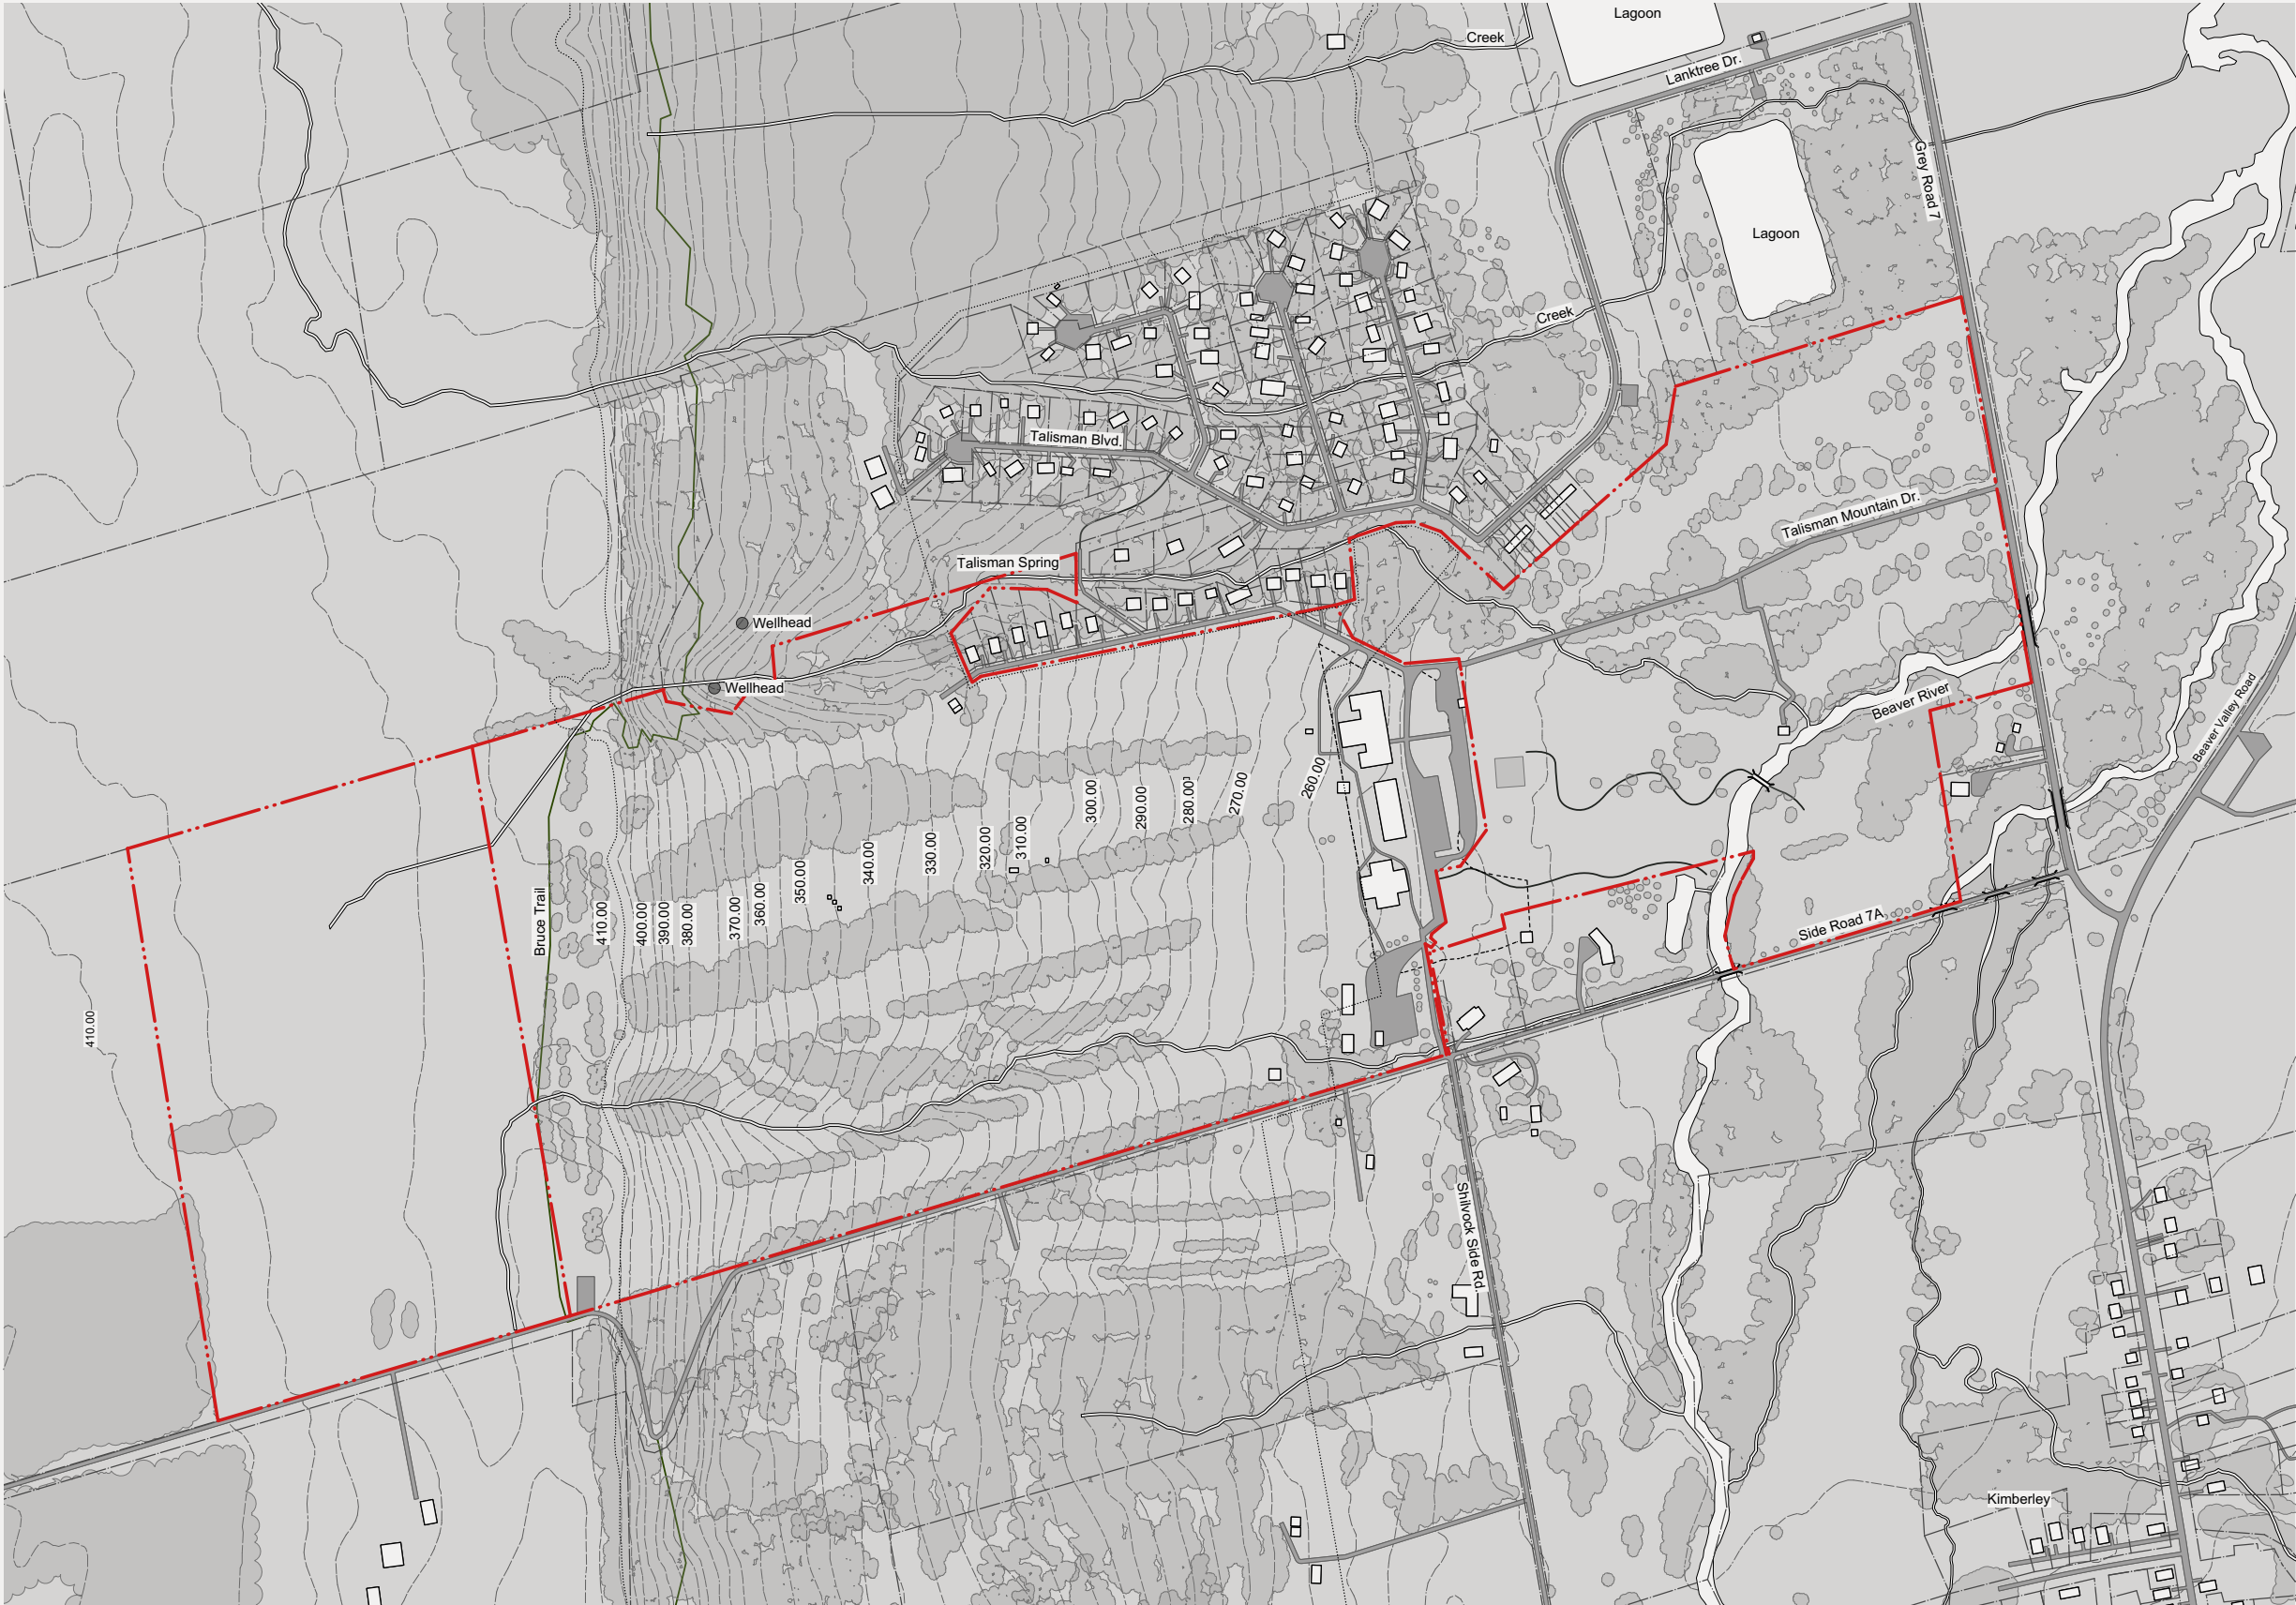 Lagoon
Creek
Lanktree Dr.
Grey Road 7
Lagoon
Creek
Talisman Blvd.
Talisman Mountain Dr.
Talisman Spring
Wellhead
Wellhead
Beaver River
Beaver Valley Road
260.00
270.00
280.00
290.00
300.00
310.00
320.00
330.00
340.00
350.00
360.00
370.00
380.00
390.00
400.00
410.00
Bruce Trail
Side Road 7A
410.00
Shilvock Side Rd.
Kimberley